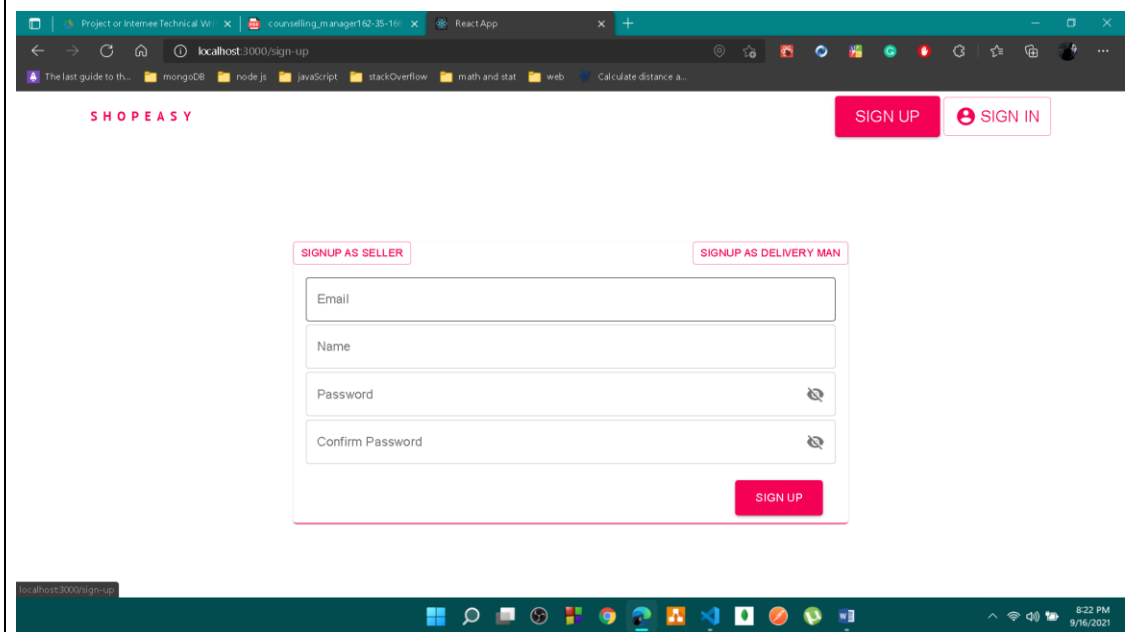 Project or Internee Technical Wri
counselling_manager162-35-166
React App
localhost:3000/sign-up
The last guide to th...
mongoDB
node js
javaScript
stackOverflow
math and stat
web
Calculate distance a...
SHOPEASY
SIGN UP
SIGN IN
SIGNUP AS SELLER
SIGNUP AS DELIVERY MAN
Email
Name
Password
Confirm Password
SIGN UP
localhost:3000/sign-up
8:22 PM
9/16/2021